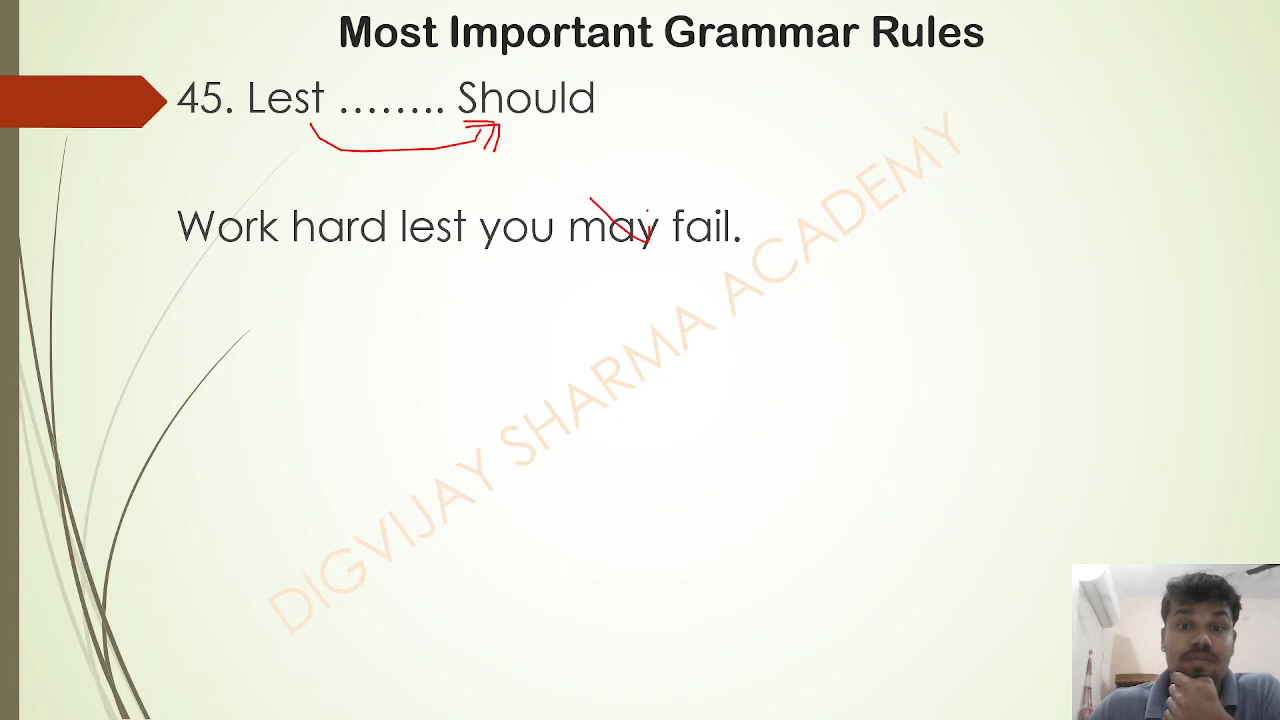 Most Important Grammar Rules
45. Lest ........ Should
Work hard lest you may fail.
DIGVIJAY SHARMA ACADEMY